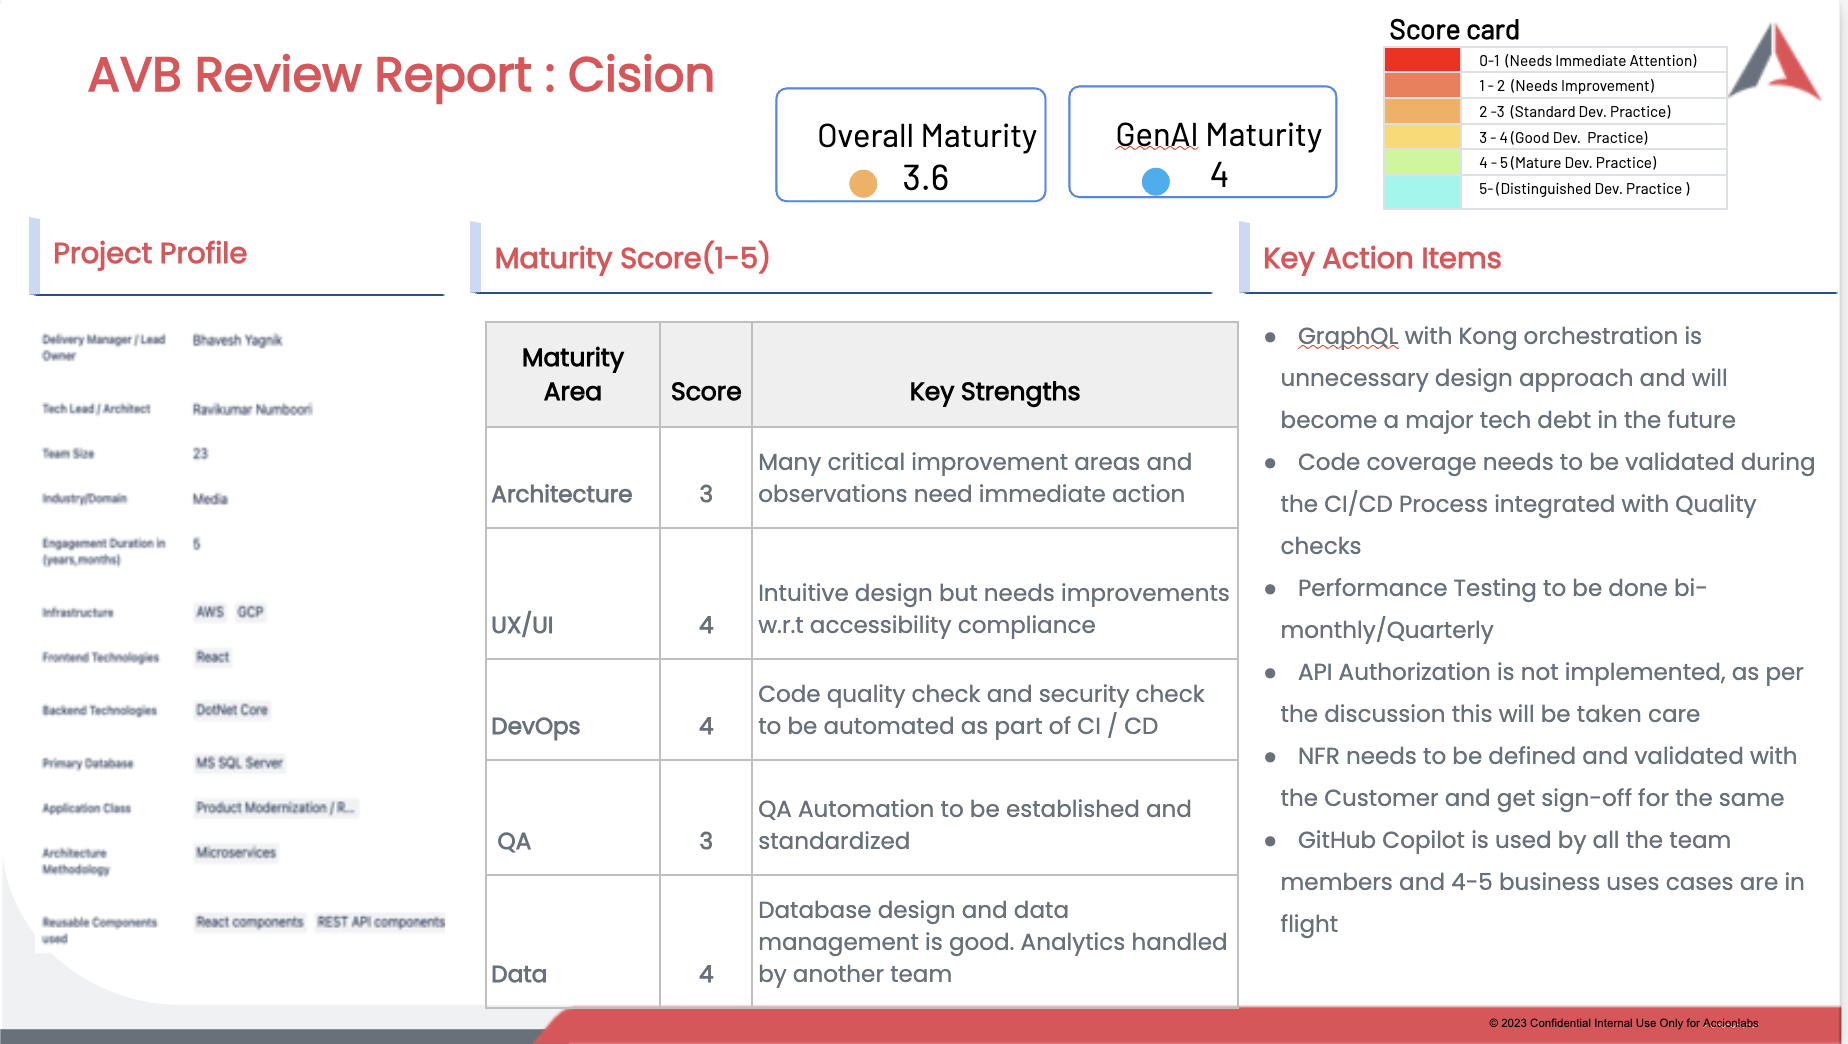 AVB Review Report : Cision
Overall Maturity
3.6
GenAI Maturity
4
Score card
0-1 (Needs Immediate Attention)
1 - 2 (Needs Improvement)
2 -3 (Standard Dev. Practice)
3 - 4 (Good Dev. Practice)
4 - 5 (Mature Dev. Practice)
5- (Distinguished Dev. Practice )
Project Profile
Delivery Manager / Lead
Owner
Bhavesh Yagnik
Tech Lead / Architect
Ravikumar Numboori
Team Size
23
Industry/Domain
Media
Engagement Duration in
(years,months)
5
Infrastructure
AWS GCP
Frontend Technologies
React
Backend Technologies
DotNet Core
Primary Database
MS SQL Server
Application Class
Product Modernization / R...
Architecture
Methodology
Microservices
Reusable Components
used
React components REST API components
Maturity Score(1-5)
Maturity
Area
Score
Key Strengths
Architecture
3
Many critical improvement areas and
observations need immediate action
UX/UI
4
Intuitive design but needs improvements
w.r.t accessibility compliance
DevOps
4
Code quality check and security check
to be automated as part of CI / CD
QA
3
QA Automation to be established and
standardized
Data
4
Database design and data
management is good. Analytics handled
by another team
Key Action Items
● GraphQL with Kong orchestration is
unnecessary design approach and will
become a major tech debt in the future
● Code coverage needs to be validated during
the CI/CD Process integrated with Quality
checks
● Performance Testing to be done bi-
monthly/Quarterly
● API Authorization is not implemented, as per
the discussion this will be taken care
● NFR needs to be defined and validated with
the Customer and get sign-off for the same
● GitHub Copilot is used by all the team
members and 4-5 business uses cases are in
flight
© 2023 Confidential Internal Use Only for Accionlabs